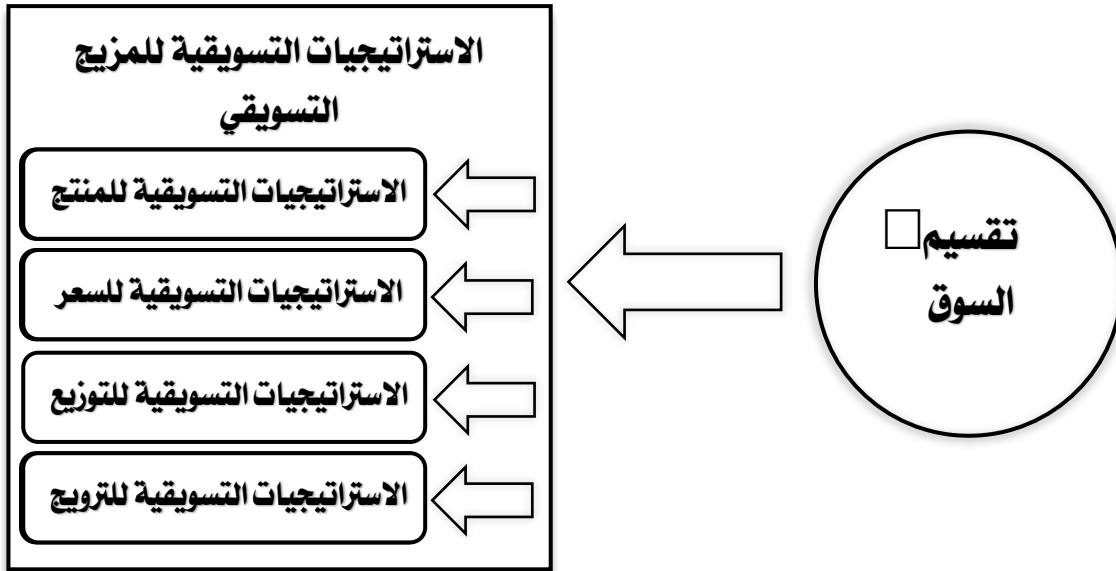 تقسيم
السوق
الاستراتيجيات التسويقية للمزيج
التسويقي
الاستراتيجيات التسويقية للمنتج
الاستراتيجيات التسويقية للسعر
الاستراتيجيات التسويقية للتوزيع
الاستراتيجيات التسويقية للترويج